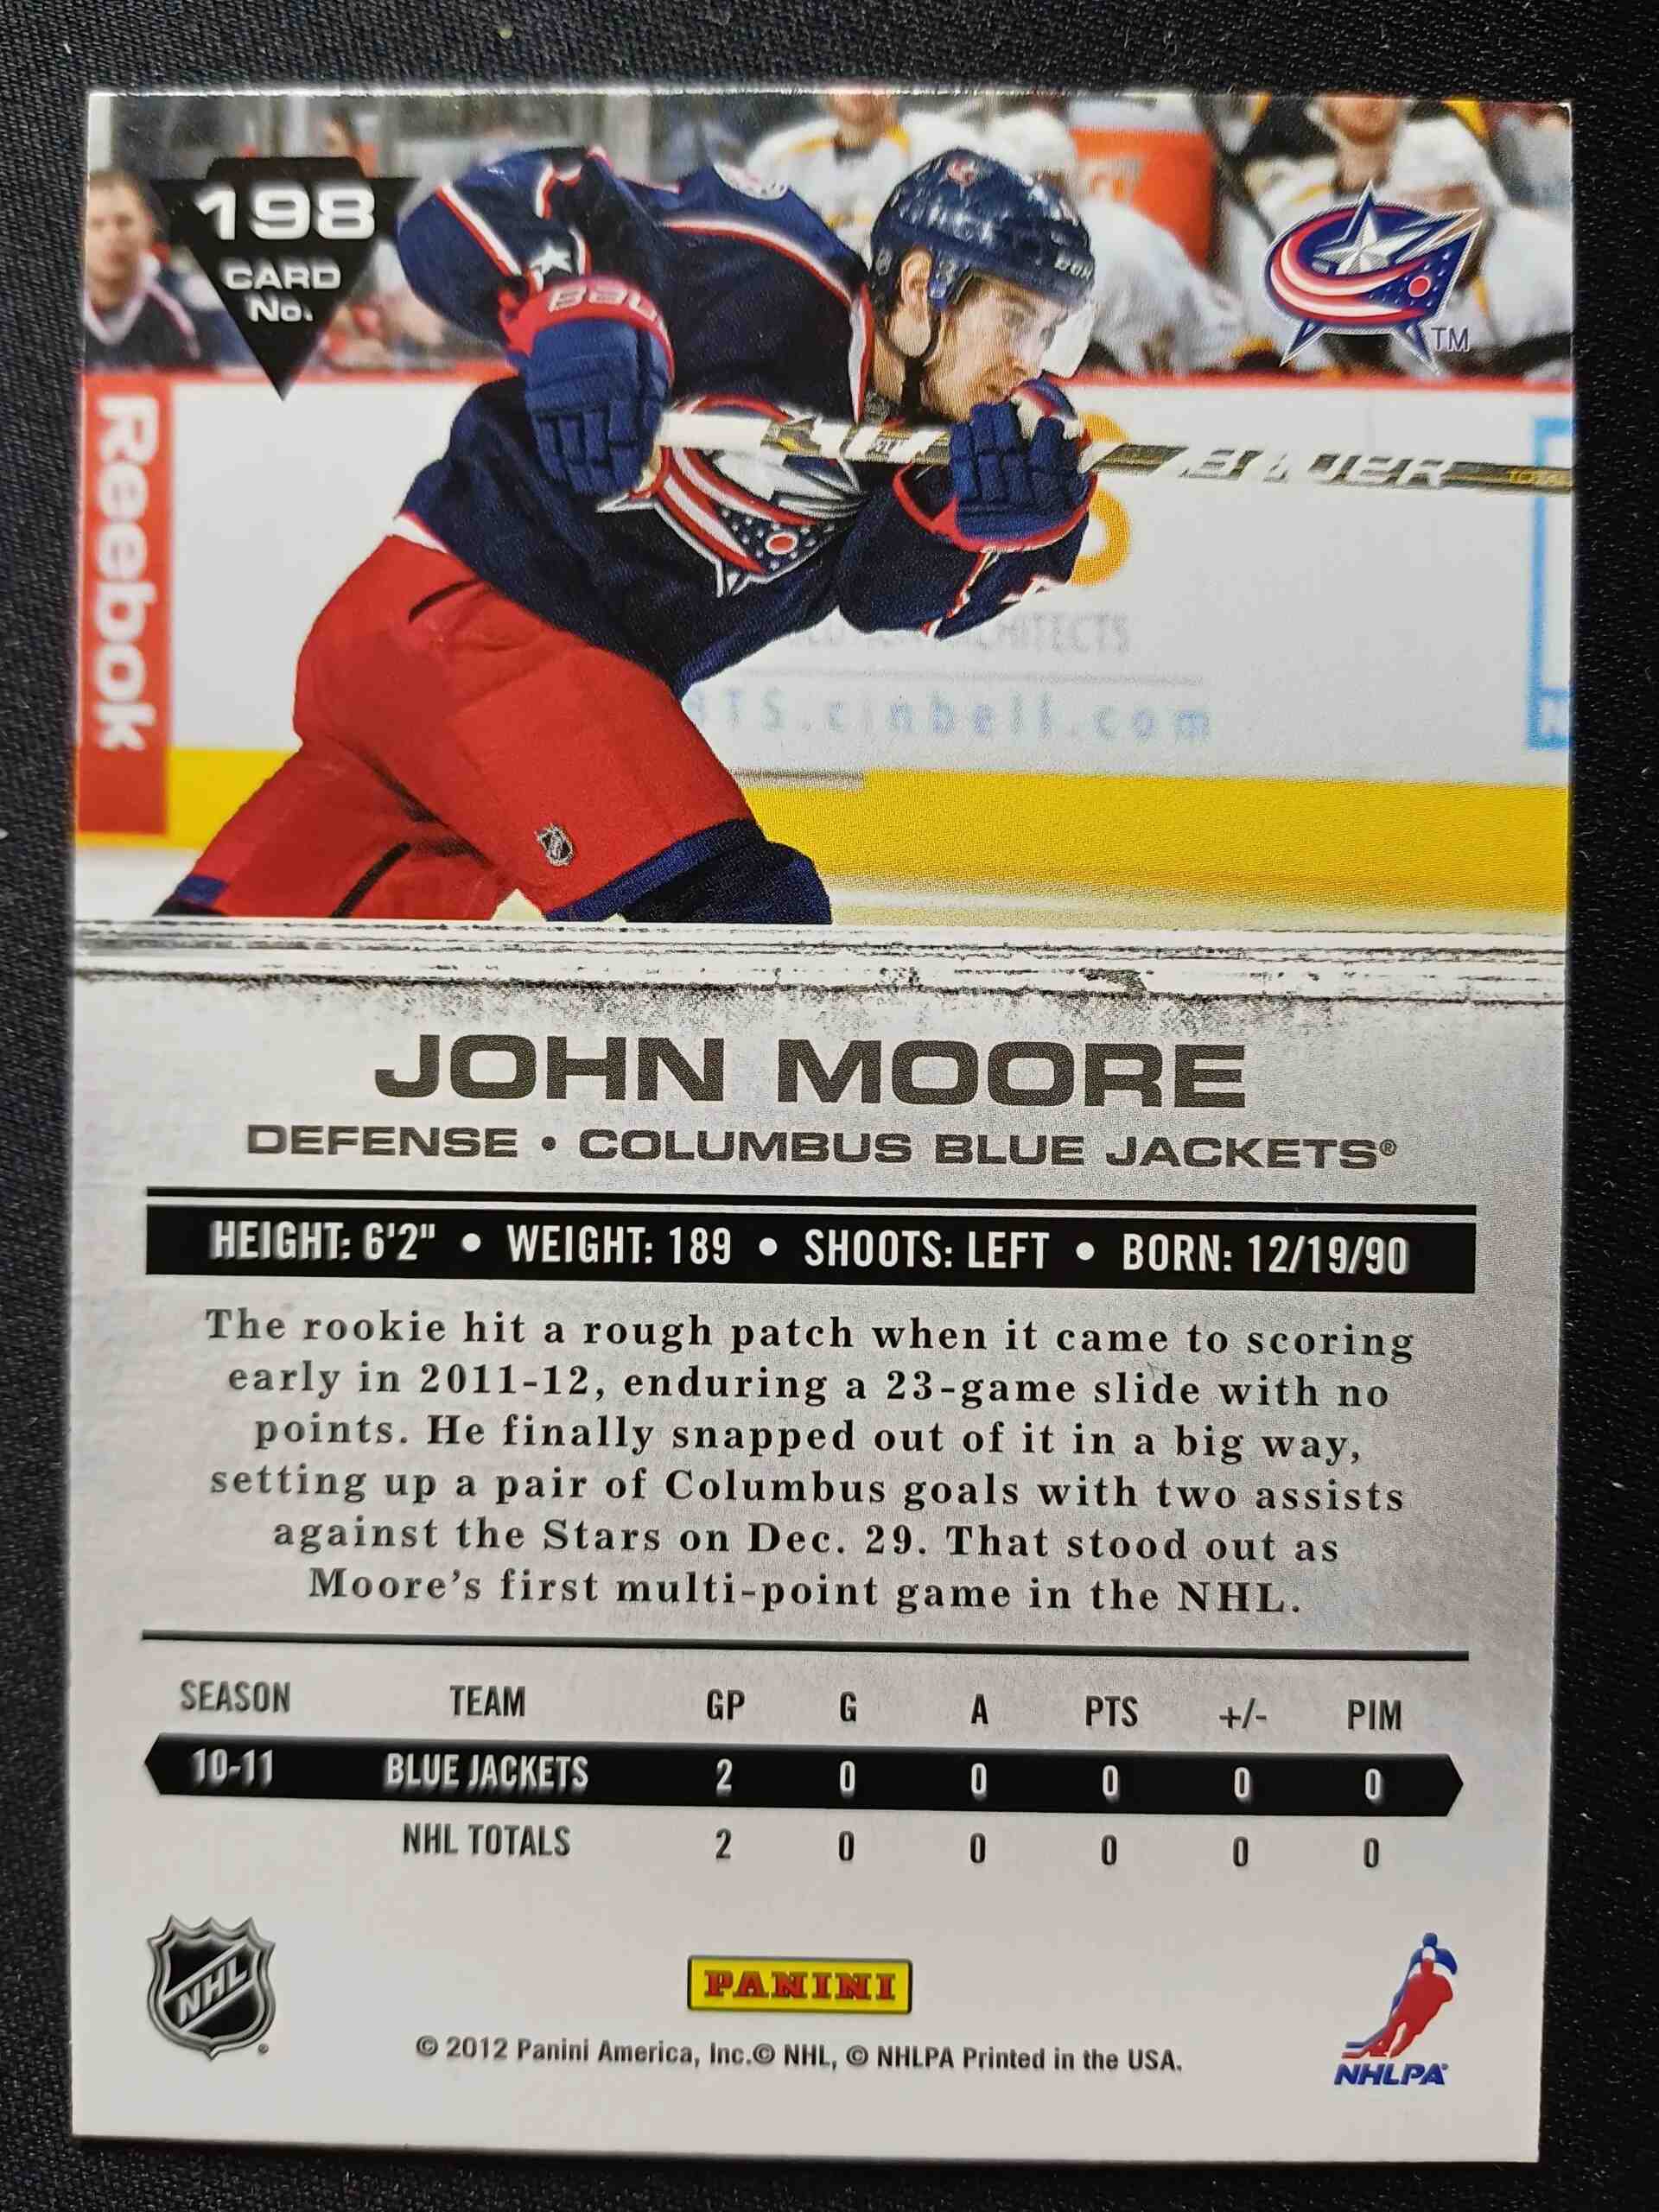 198
CARD
No.
TM
Reebok
BAUER
CHITECTS
TS.cinbell.com
JOHN MOORE
DEFENSE • COLUMBUS BLUE JACKETS®
HEIGHT: 6'2" • WEIGHT: 189 • SHOOTS: LEFT • BORN: 12/19/90
The rookie hit a rough patch when it came to scoring
early in 2011-12, enduring a 23-game slide with no
points. He finally snapped out of it in a big way,
setting up a pair of Columbus goals with two assists
against the Stars on Dec. 29. That stood out as
Moore's first multi-point game in the NHL.
SEASON TEAM GP G A PTS +/- PIM
10-11 BLUE JACKETS 2 0 0 0 0 0
NHL TOTALS 2 0 0 0 0 0
NHL
PANINI
© 2012 Panini America, Inc.© NHL, © NHLPA Printed in the USA.
NHLPA